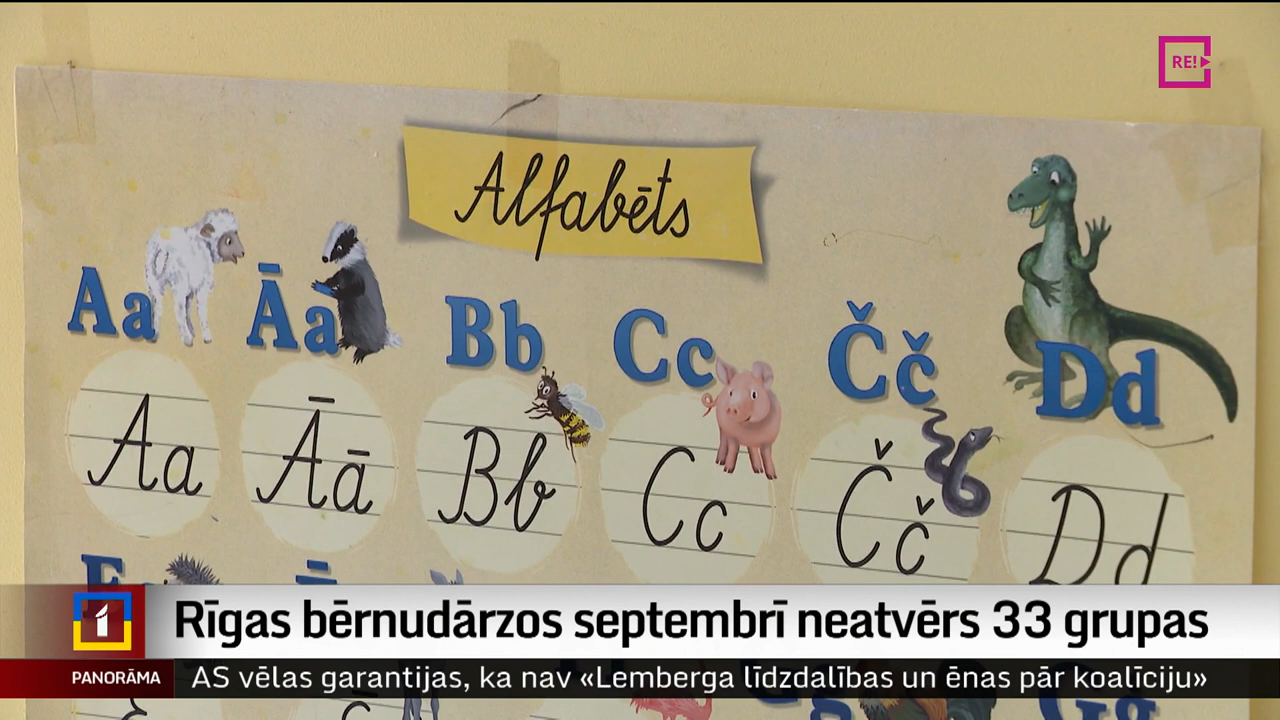 RE!
Alfabēts
Aa Āa Bb Cc Čč Dd
Aa Āā Bb Cc Čč Dd
1 Rīgas bērnudārzos septembrī neatvērs 33 grupas
PANORĀMA AS vēlas garantijas, ka nav «Lemberga līdzdalības un ēnas pār koalīciju»